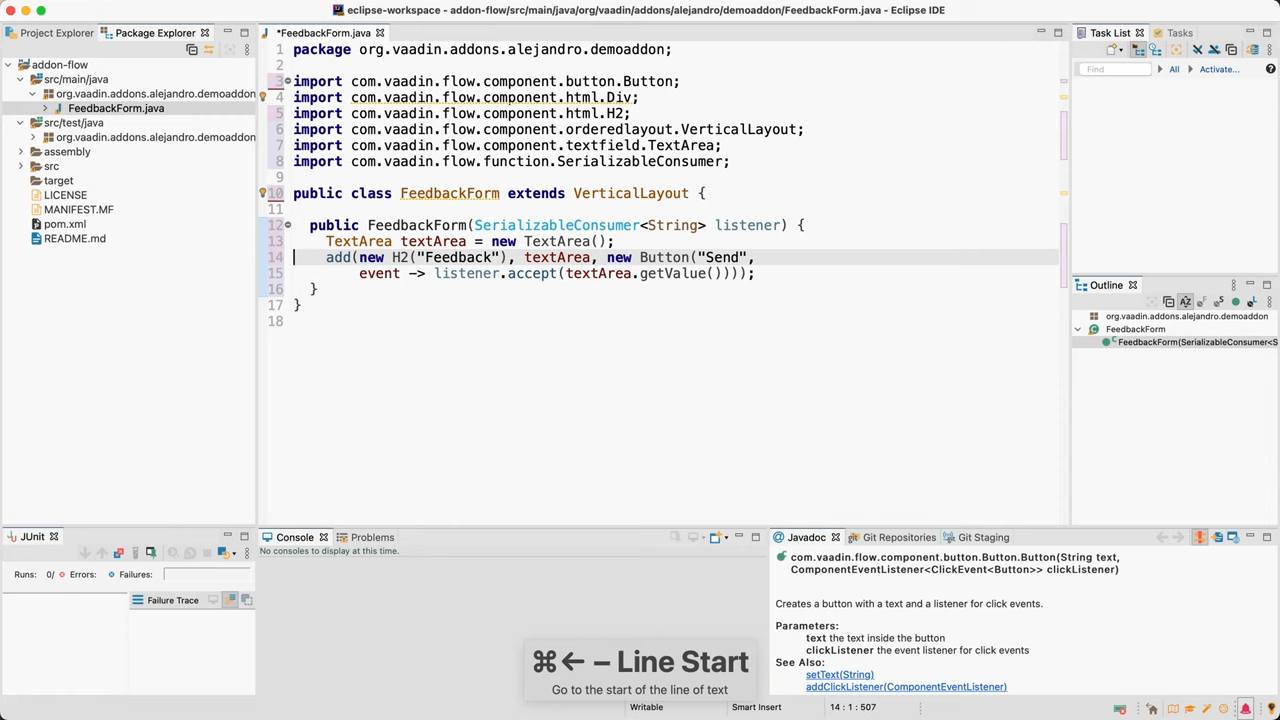 eclipse-workspace - addon-flow/src/main/java/org/vaadin/addons/alejandro/demoaddon/FeedbackForm.java - Eclipse IDE
Project Explorer
Package Explorer
addon-flow
src/main/java
org.vaadin.addons.alejandro.demoaddon
FeedbackForm.java
src/test/java
org.vaadin.addons.alejandro.demoaddon
assembly
src
target
LICENSE
MANIFEST.MF
pom.xml
README.md
*FeedbackForm.java
1 package org.vaadin.addons.alejandro.demoaddon;
2
3 import com.vaadin.flow.component.button.Button;
4 import com.vaadin.flow.component.html.Div;
5 import com.vaadin.flow.component.html.H2;
6 import com.vaadin.flow.component.orderedlayout.VerticalLayout;
7 import com.vaadin.flow.component.textfield.TextArea;
8 import com.vaadin.flow.function.SerializableConsumer;
9
10 public class FeedbackForm extends VerticalLayout {
11
12 public FeedbackForm(SerializableConsumer<String> listener) {
13 TextArea textArea = new TextArea();
14 add(new H2("Feedback"), textArea, new Button("Send",
15 event -> listener.accept(textArea.getValue())));
16 }
17 }
18
Task List
Tasks
Find
All
Activate...
Outline
org.vaadin.addons.alejandro.demoaddon
FeedbackForm
C FeedbackForm(SerializableConsumer<S
JUnit
Runs: 0/
Errors:
Failures:
Failure Trace
Console
Problems
No consoles to display at this time.
Javadoc
Git Repositories
Git Staging
com.vaadin.flow.component.button.Button.Button(String text,
ComponentEventListener<ClickEvent<Button>> clickListener)
Creates a button with a text and a listener for click events.
Parameters:
text the text inside the button
clickListener the event listener for click events
See Also:
setText(String)
addClickListener(ComponentEventListener)
⌘← – Line Start
Go to the start of the line of text
Writable
Smart Insert
14 : 1 : 507